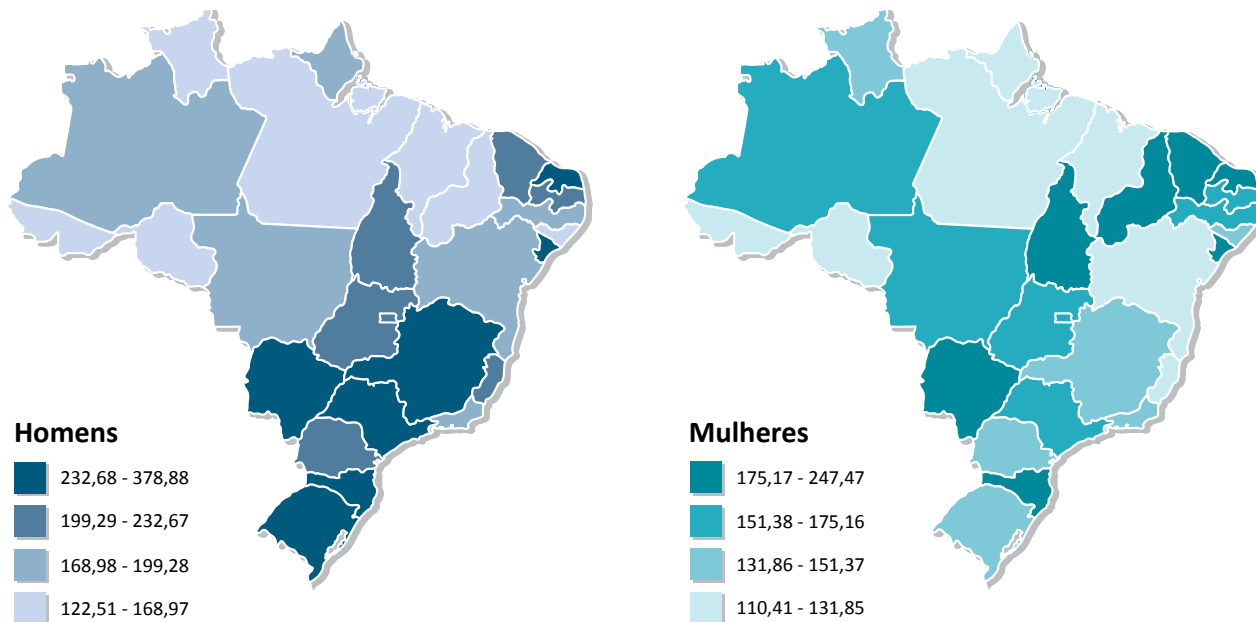 Homens
232,68 - 378,88
199,29 - 232,67
168,98 - 199,28
122,51 - 168,97
Mulheres
175,17 - 247,47
151,38 - 175,16
131,86 - 151,37
110,41 - 131,85